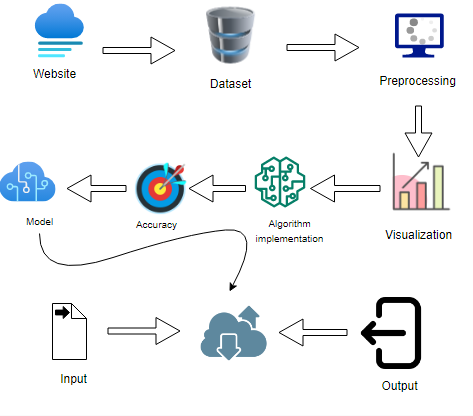 Website
Dataset
Preprocessing
Model
Accuracy
Algorithm
implementation
Visualization
Input
Output